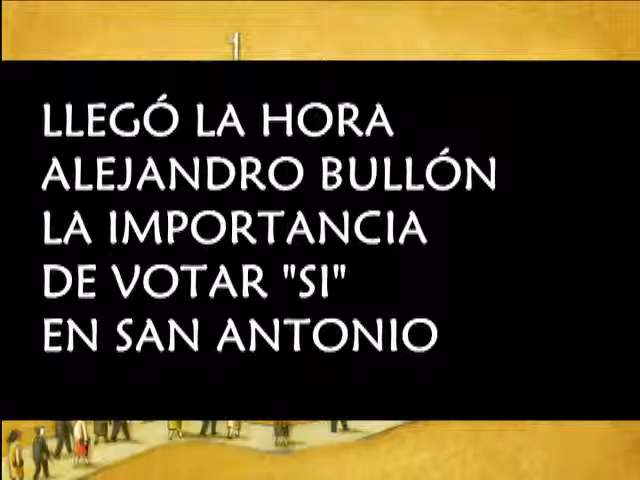 LLEGÓ LA HORA
ALEJANDRO BULLÓN
LA IMPORTANCIA
DE VOTAR "SI"
EN SAN ANTONIO